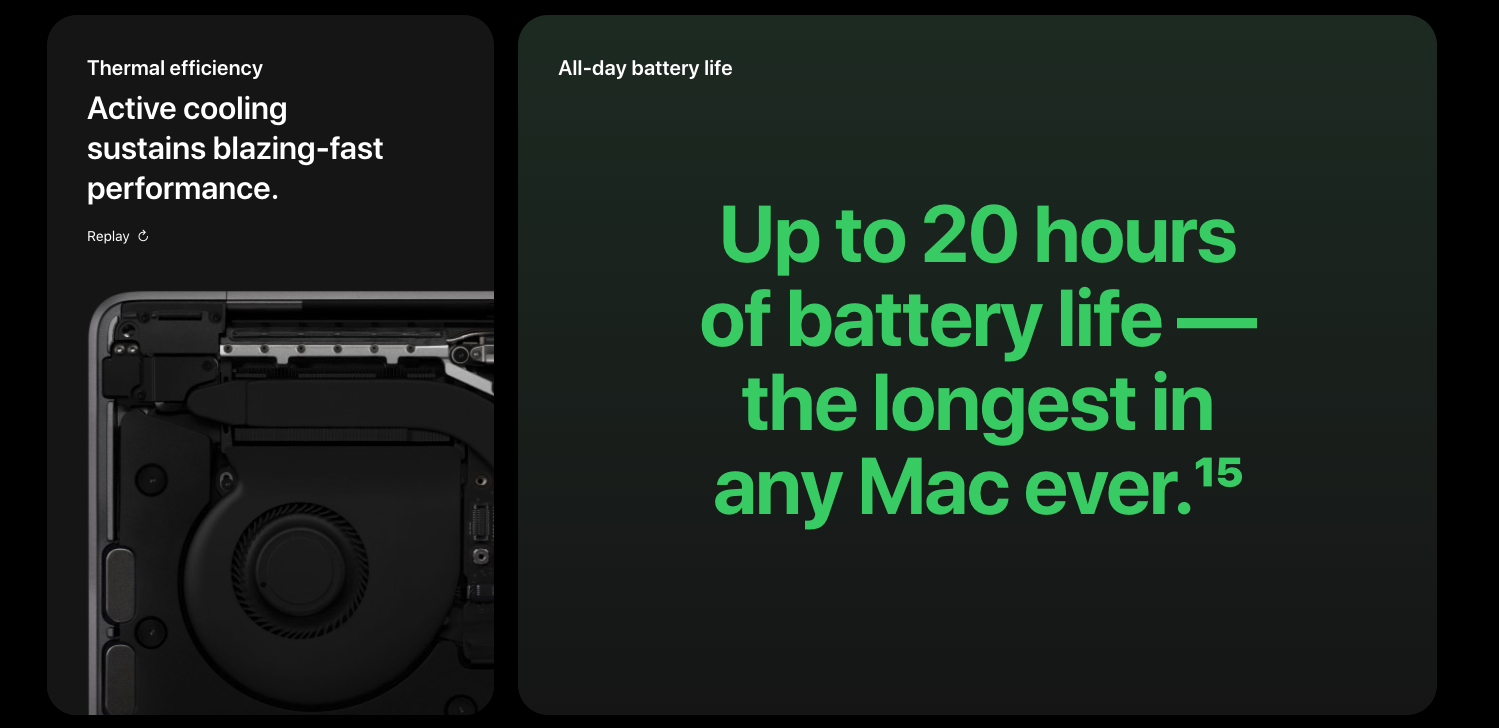 Thermal efficiency
Active cooling
sustains blazing-fast
performance.
Replay
All-day battery life
Up to 20 hours
of battery life —
the longest in
any Mac ever.¹⁵